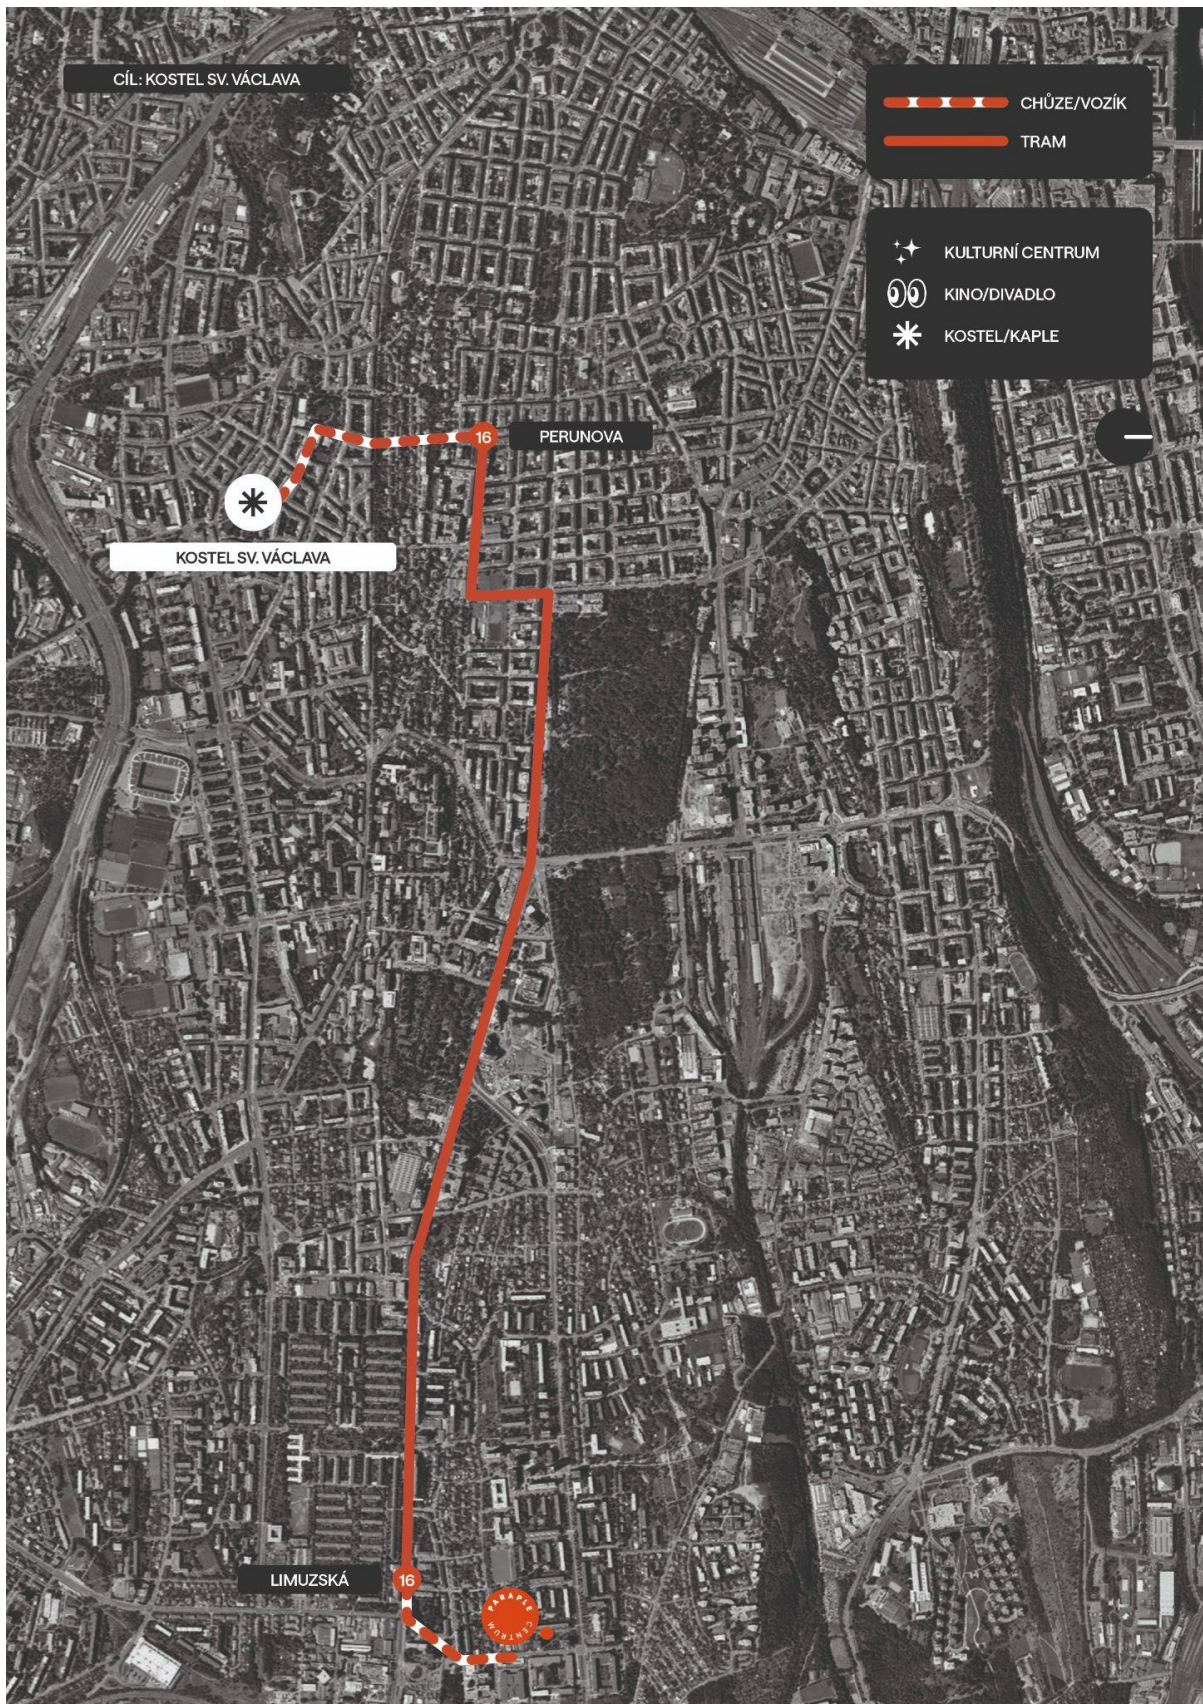 CÍL: KOSTEL SV. VÁCLAVA
CHŮZE/VOZÍK
TRAM
KULTURNÍ CENTRUM
KINO/DIVADLO
KOSTEL/KAPLE
16
PERUNOVA
KOSTEL SV. VÁCLAVA
LIMUZSKÁ
16
PARAPLE
CENTRUM